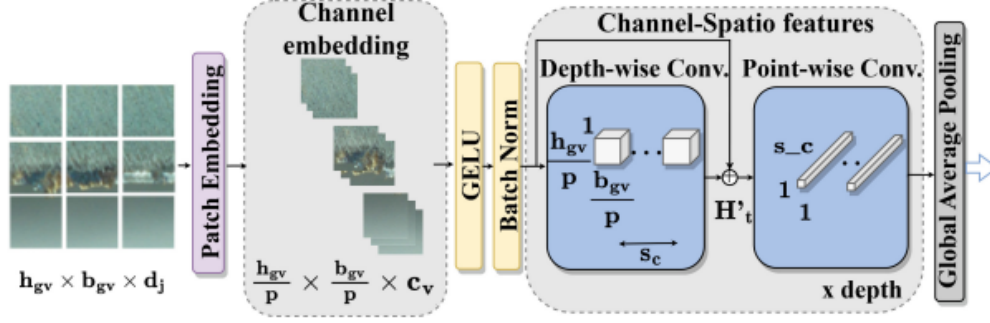 Channel
embedding
Channel-Spatio features
Depth-wise Conv.
Point-wise Conv.
Patch Embedding
GELU
Batch Norm
Global Average Pooling
1
h_gv
p
b_gv
p
...
s_c
H'_t
s_c
1
1
..
h_gv × b_gv × d_j
h_gv/p × b_gv/p × c_v
x depth